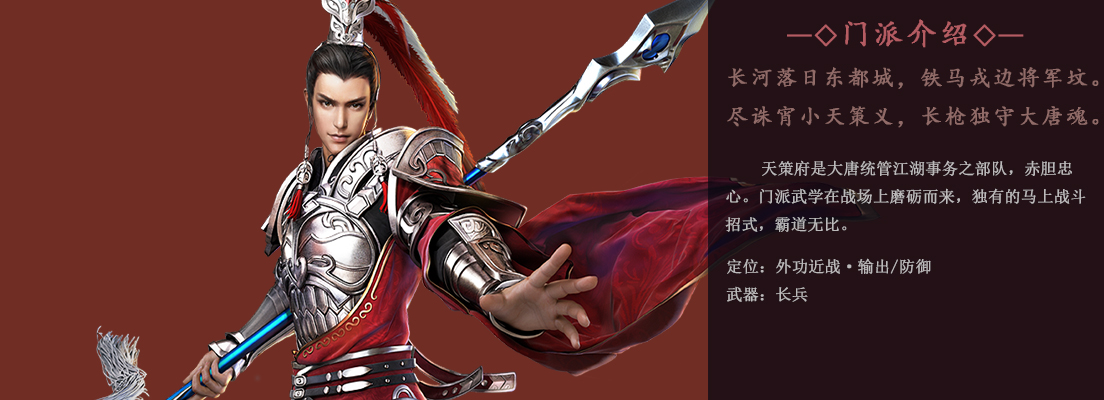 —◇门派介绍◇—
长河落日东都城，铁马戎边将军坟。
尽诛宵小天策义，长枪独守大唐魂。
天策府是大唐统管江湖事务之部队，赤胆忠
心。门派武学在战场上磨砺而来，独有的马上战斗
招式，霸道无比。
定位：外功近战·输出/防御
武器：长兵